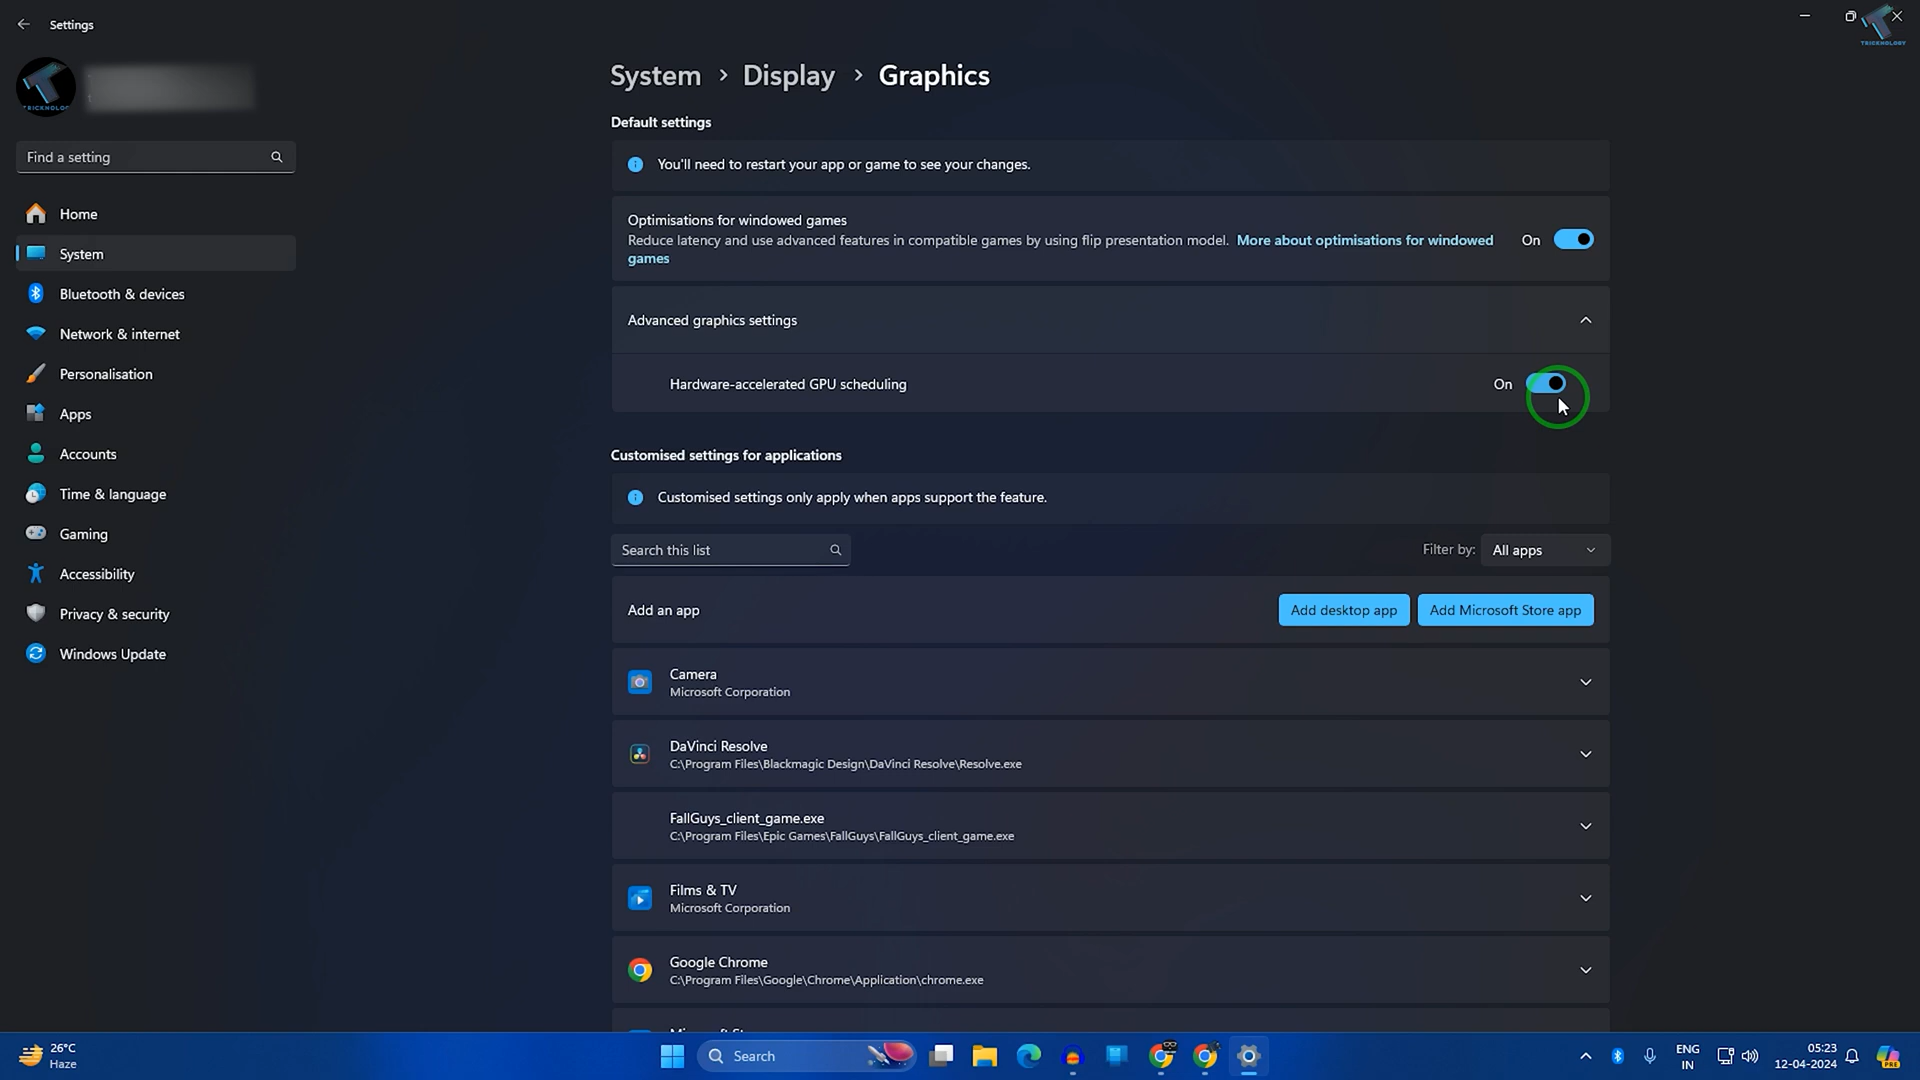 Settings
TRICKNOLOGY
System > Display > Graphics
Find a setting
Home
System
Bluetooth & devices
Network & internet
Personalisation
Apps
Accounts
Time & language
Gaming
Accessibility
Privacy & security
Windows Update
Default settings
You'll need to restart your app or game to see your changes.
Optimisations for windowed games
Reduce latency and use advanced features in compatible games by using flip presentation model. More about optimisations for windowed
games
On
Advanced graphics settings
Hardware-accelerated GPU scheduling
On
Customised settings for applications
Customised settings only apply when apps support the feature.
Search this list
Filter by: All apps
Add an app
Add desktop app
Add Microsoft Store app
Camera
Microsoft Corporation
DaVinci Resolve
C:\Program Files\Blackmagic Design\DaVinci Resolve\Resolve.exe
FallGuys_client_game.exe
C:\Program Files\Epic Games\FallGuys\FallGuys_client_game.exe
Films & TV
Microsoft Corporation
Google Chrome
C:\Program Files\Google\Chrome\Application\chrome.exe
26°C
Haze
Search
ENG
IN
05:23
12-04-2024
PRE